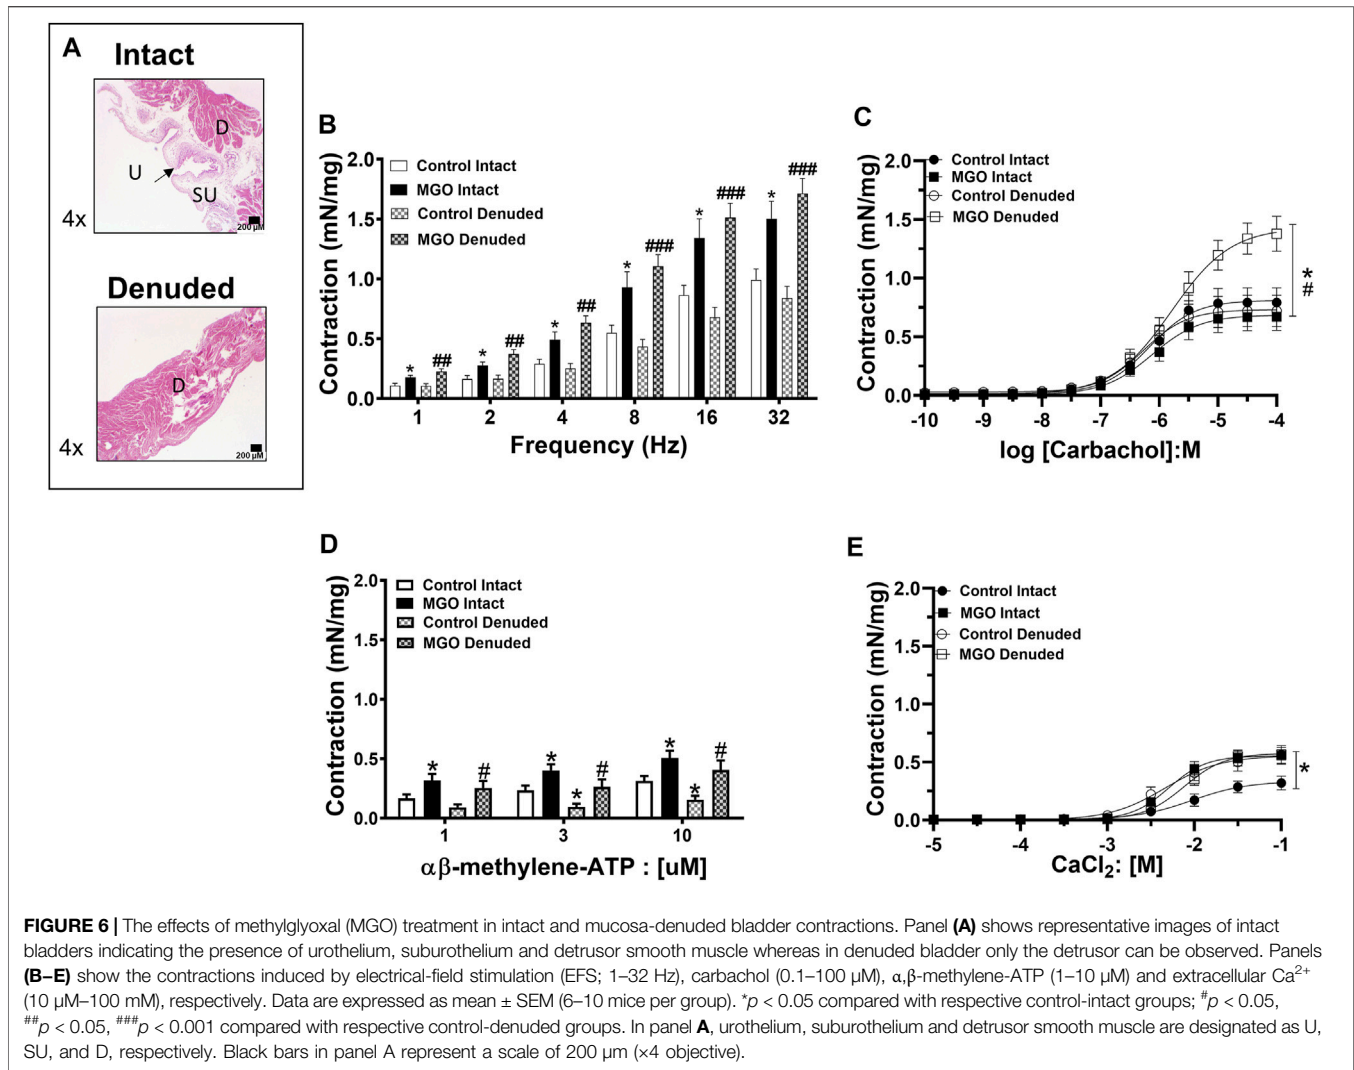 A
Intact
D
U
SU
4x
200 µM
Denuded
D
4x
200 µM
B
Contraction (mN/mg)
2.0
1.5
1.0
0.5
0.0
Control Intact
MGO Intact
Control Denuded
MGO Denuded
* ## * ## * ## * ### * ### * ###
1 2 4 8 16 32
Frequency (Hz)
C
Contraction (mN/mg)
2.0
1.5
1.0
0.5
0.0
Control Intact
MGO Intact
Control Denuded
MGO Denuded
*
#
-10 -9 -8 -7 -6 -5 -4
log [Carbachol]:M
D
Contraction (mN/mg)
2.0
1.5
1.0
0.5
0.0
Control Intact
MGO Intact
Control Denuded
MGO Denuded
* # * * # * * #
1 3 10
αβ-methylene-ATP : [uM]
E
Contraction (mN/mg)
2.0
1.5
1.0
0.5
0.0
Control Intact
MGO Intact
Control Denuded
MGO Denuded
*
-5 -4 -3 -2 -1
CaCl₂: [M]
FIGURE 6 | The effects of methylglyoxal (MGO) treatment in intact and mucosa-denuded bladder contractions. Panel (A) shows representative images of intact
bladders indicating the presence of urothelium, suburothelium and detrusor smooth muscle whereas in denuded bladder only the detrusor can be observed. Panels
(B–E) show the contractions induced by electrical-field stimulation (EFS; 1–32 Hz), carbachol (0.1–100 µM), α,β-methylene-ATP (1–10 µM) and extracellular Ca²⁺
(10 µM–100 mM), respectively. Data are expressed as mean ± SEM (6–10 mice per group). *p < 0.05 compared with respective control-intact groups; #p < 0.05,
##p < 0.05, ###p < 0.001 compared with respective control-denuded groups. In panel A, urothelium, suburothelium and detrusor smooth muscle are designated as U,
SU, and D, respectively. Black bars in panel A represent a scale of 200 µm (×4 objective).